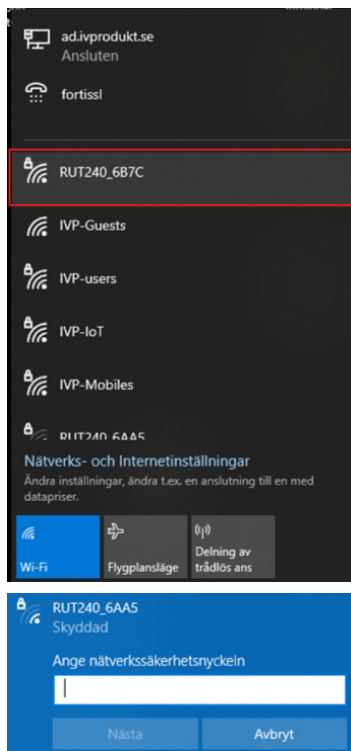 ad.ivprodukt.se
Ansluten
fortissl
RUT240_6B7C
IVP-Guests
IVP-users
IVP-IoT
IVP-Mobiles
RUT240_6AA5
Nätverks- och Internetinställningar
Ändra inställningar, ändra t.ex. en anslutning till en med
datapriser.
Wi-Fi
Flygplansläge
Delning av
trådlös ans
RUT240_6AA5
Skyddad
Ange nätverkssäkerhetsnyckeln
Nästa
Avbryt